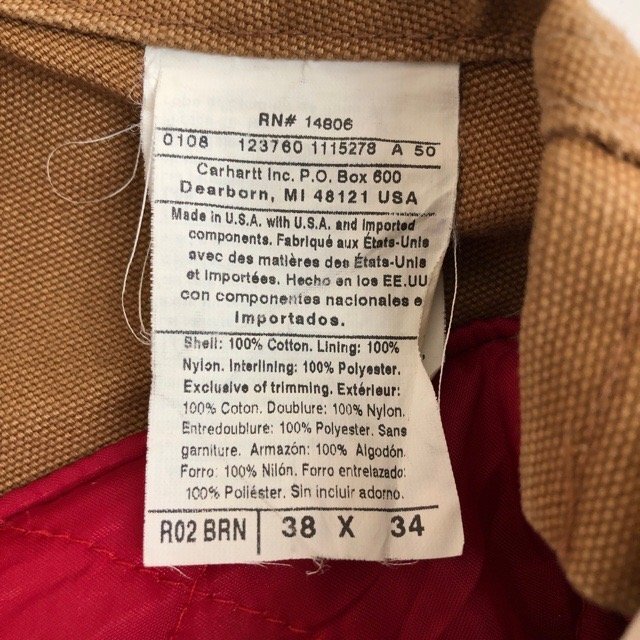 RN# 14806
0108 123760 1115278 A 50
Carhartt Inc. P.O. Box 600
Dearborn, MI 48121 USA
Made in U.S.A. with U.S.A. and Imported
components. Fabriqué aux États-Unis
avec des matières des États-Unis
et Importées. Hecho en los EE.UU
con componentes nacionales e
Importados.
Shell: 100% Cotton. Lining: 100%
Nylon. Interlining: 100% Polyester.
Exclusive of trimming. Extérieur:
100% Coton. Doublure: 100% Nylon.
Entredoublure: 100% Polyester. Sans
garniture. Armazón: 100% Algodón.
Forro: 100% Nilón. Forro entrelazado:
100% Poliéster. Sin incluir adorno.
R02 BRN 38 X 34